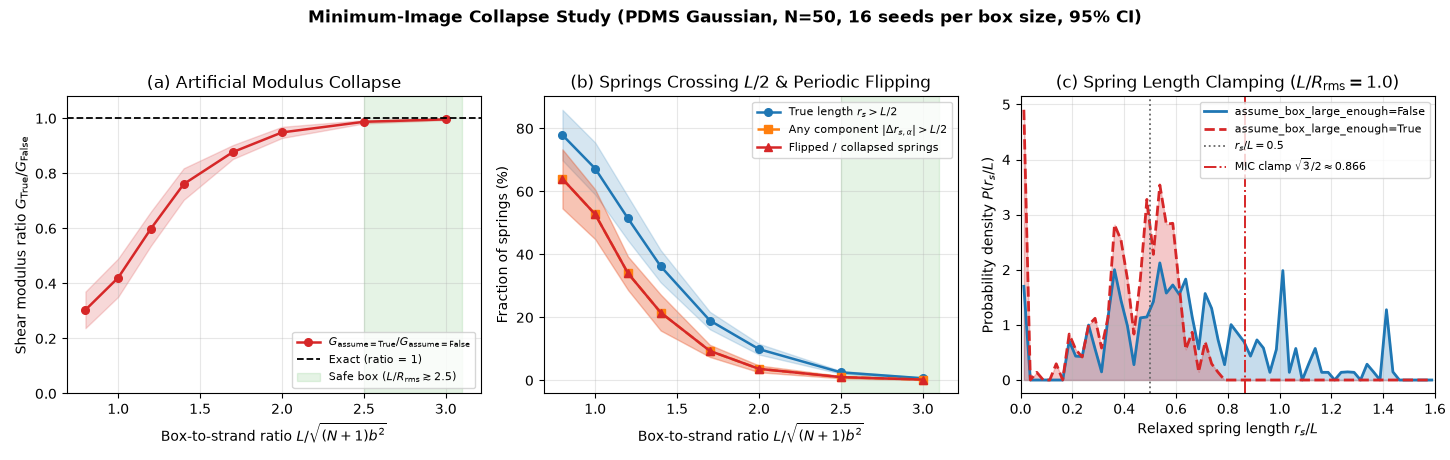 Minimum-Image Collapse Study (PDMS Gaussian, N=50, 16 seeds per box size, 95% CI)
(a) Artificial Modulus Collapse
Shear modulus ratio G_True/G_False
1.0
0.8
0.6
0.4
0.2
0.0
G_assume=True/G_assume=False
Exact (ratio = 1)
Safe box (L/R_rms ≳ 2.5)
1.0 1.5 2.0 2.5 3.0
Box-to-strand ratio L/√(N + 1)b²
(b) Springs Crossing L/2 & Periodic Flipping
Fraction of springs (%)
80
60
40
20
0
True length r_s > L/2
Any component |Δr_s,α| > L/2
Flipped / collapsed springs
1.0 1.5 2.0 2.5 3.0
Box-to-strand ratio L/√(N + 1)b²
(c) Spring Length Clamping (L/R_rms = 1.0)
Probability density P(r_s/L)
5
4
3
2
1
0
assume_box_large_enough=False
assume_box_large_enough=True
r_s/L = 0.5
MIC clamp √3/2 ≈ 0.866
0.0 0.2 0.4 0.6 0.8 1.0 1.2 1.4 1.6
Relaxed spring length r_s/L